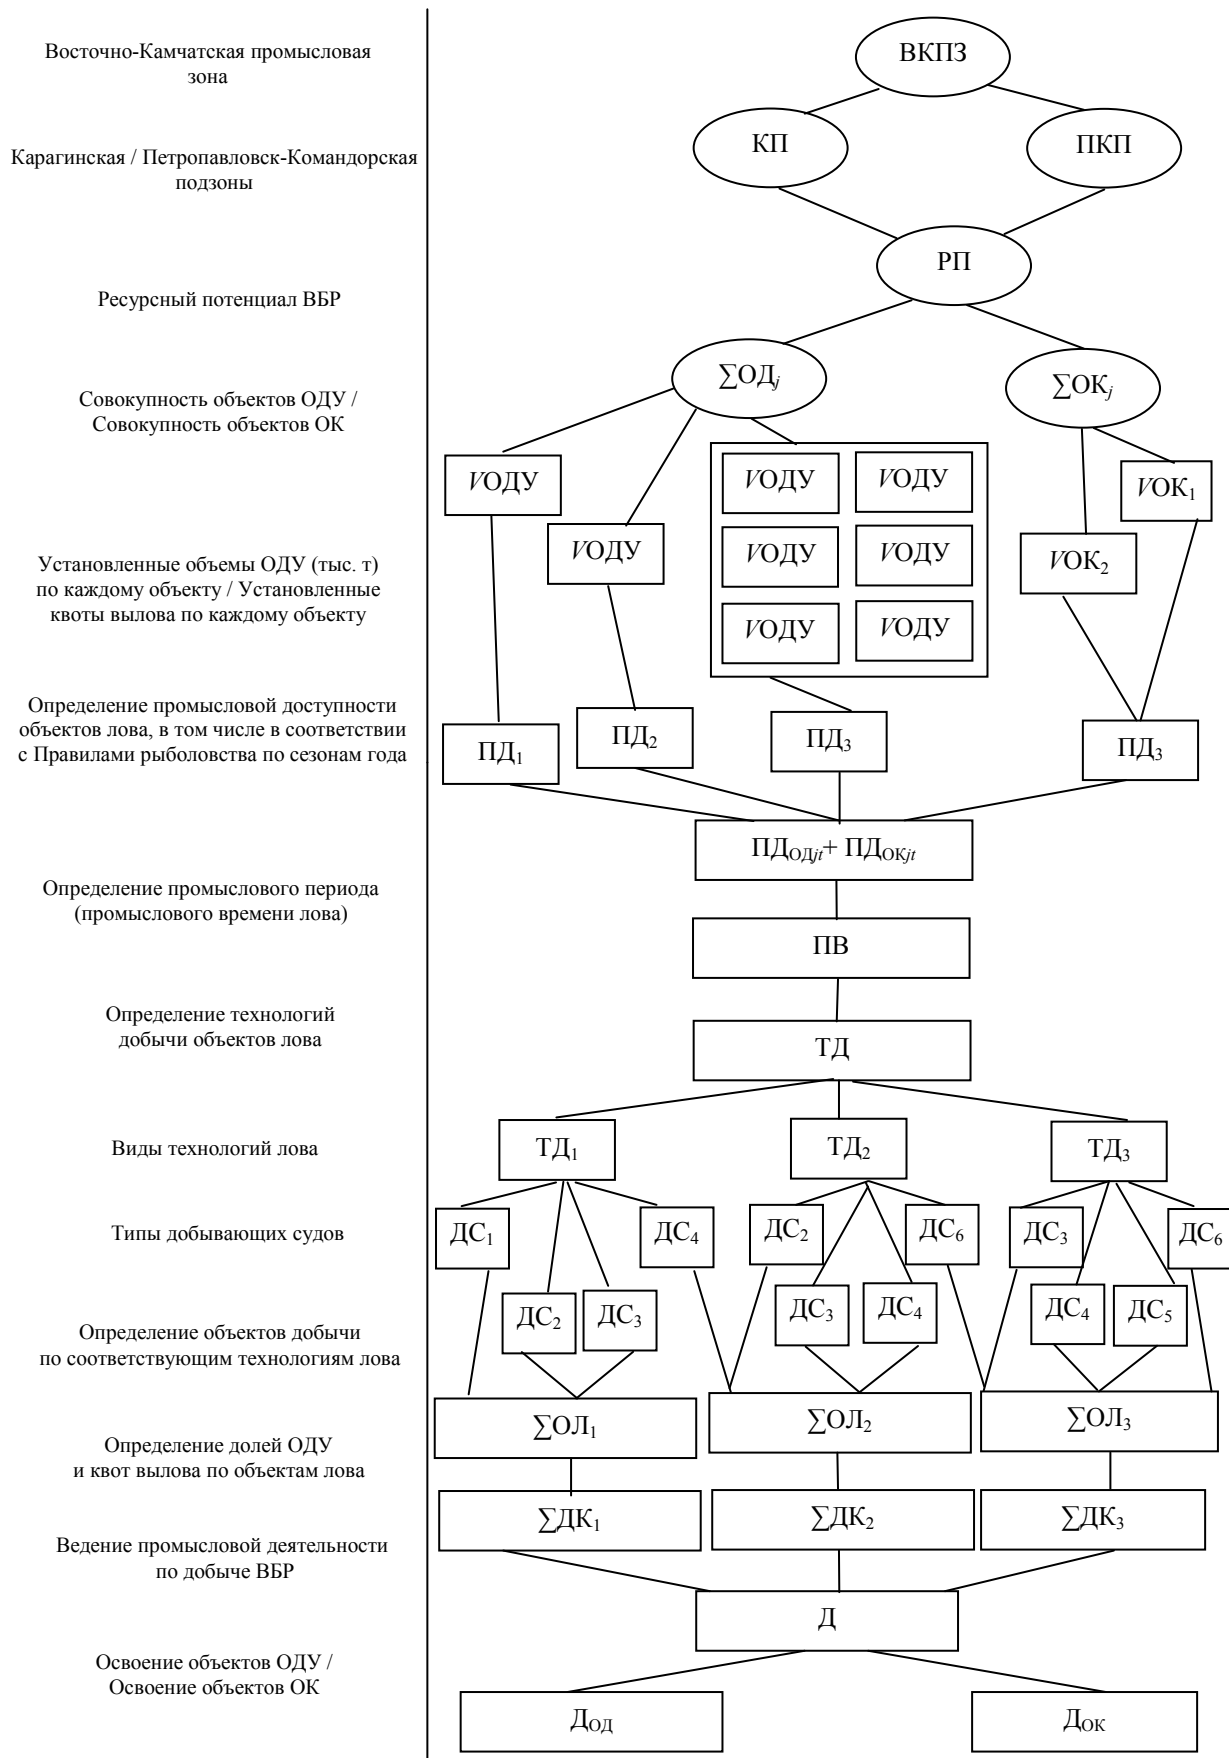 Восточно-Камчатская промысловая
зона
ВКПЗ
Карагинская / Петропавловск-Командорская
подзоны
КП
ПКП
Ресурсный потенциал ВБР
РП
Совокупность объектов ОДУ /
Совокупность объектов ОК
∑ОДj
∑ОКj
Установленные объемы ОДУ (тыс. т)
по каждому объекту / Установленные
квоты вылова по каждому объекту
VОДУ
VОДУ
VОДУ
VОДУ
VОДУ
VОДУ
VОДУ
VОДУ
VОК1
VОК2
Определение промысловой доступности
объектов лова, в том числе в соответствии
с Правилами рыболовства по сезонам года
ПД1
ПД2
ПД3
ПД3
ПДОДjt+ ПДОКjt
Определение промыслового периода
(промыслового времени лова)
ПВ
Определение технологий
добычи объектов лова
ТД
Виды технологий лова
ТД1
ТД2
ТД3
Типы добывающих судов
ДС1
ДС4
ДС2
ДС6
ДС3
ДС6
ДС2
ДС3
ДС3
ДС4
ДС4
ДС5
Определение объектов добычи
по соответствующим технологиям лова
∑ОЛ1
∑ОЛ2
∑ОЛ3
Определение долей ОДУ
и квот вылова по объектам лова
∑ДК1
∑ДК2
∑ДК3
Ведение промысловой деятельности
по добыче ВБР
Д
Освоение объектов ОДУ /
Освоение объектов ОК
ДОД
ДОК